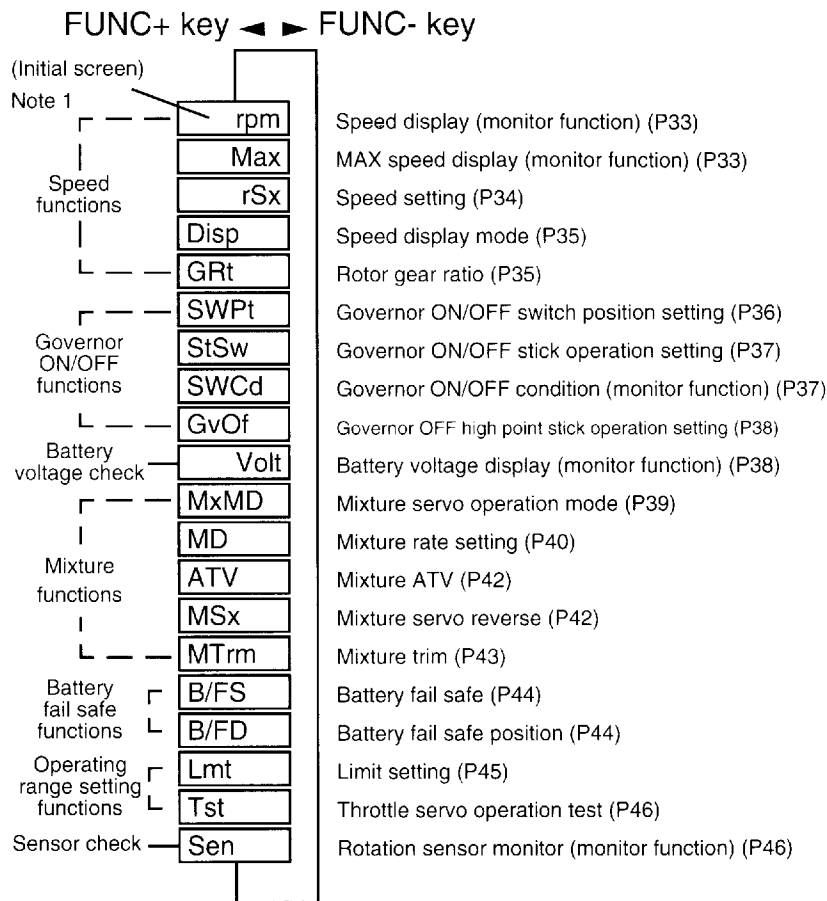 FUNC+ key ◄ ► FUNC- key
(Initial screen)
Note 1
rpm Speed display (monitor function) (P33)
Max MAX speed display (monitor function) (P33)
Speed functions
rSx Speed setting (P34)
Disp Speed display mode (P35)
GRt Rotor gear ratio (P35)
SWPt Governor ON/OFF switch position setting (P36)
Governor ON/OFF functions
StSw Governor ON/OFF stick operation setting (P37)
SWCd Governor ON/OFF condition (monitor function) (P37)
GvOf Governor OFF high point stick operation setting (P38)
Battery voltage check
Volt Battery voltage display (monitor function) (P38)
MxMD Mixture servo operation mode (P39)
MD Mixture rate setting (P40)
Mixture functions
ATV Mixture ATV (P42)
MSx Mixture servo reverse (P42)
MTrm Mixture trim (P43)
Battery fail safe functions
B/FS Battery fail safe (P44)
B/FD Battery fail safe position (P44)
Operating range setting functions
Lmt Limit setting (P45)
Tst Throttle servo operation test (P46)
Sensor check
Sen Rotation sensor monitor (monitor function) (P46)